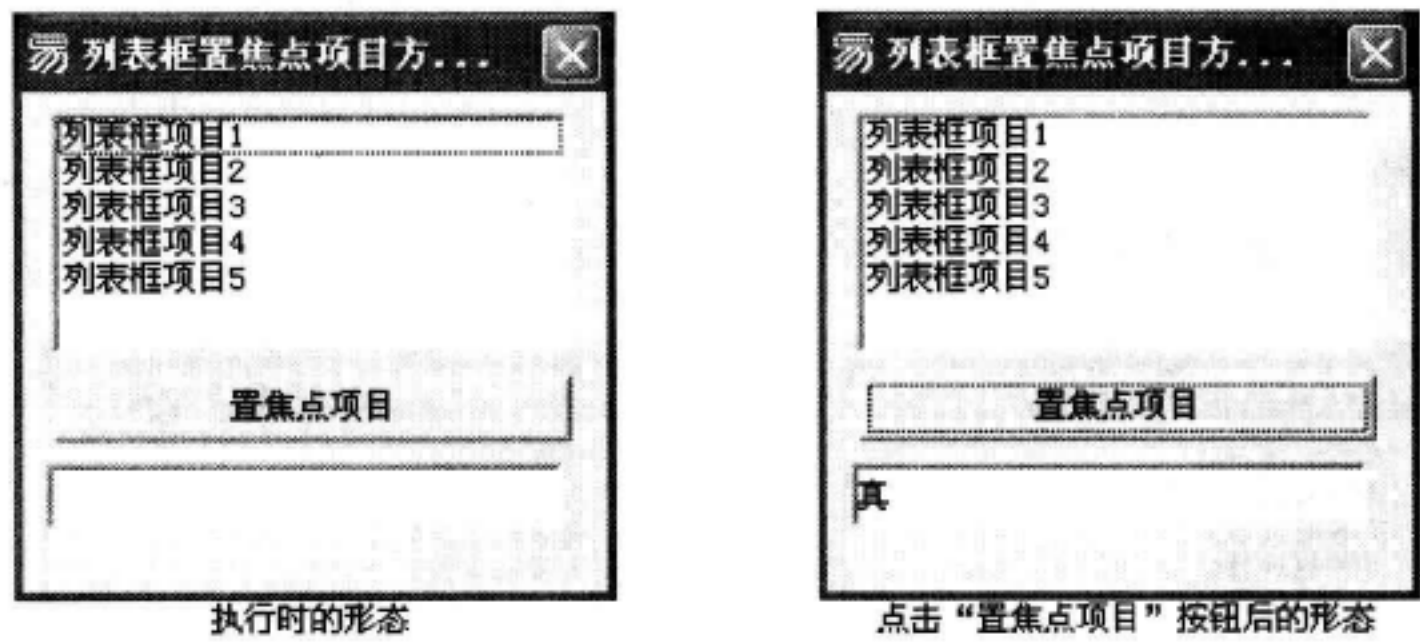 易 列表框置焦点项目方...
列表框项目1
列表框项目2
列表框项目3
列表框项目4
列表框项目5
置焦点项目
执行时的形态
易 列表框置焦点项目方...
列表框项目1
列表框项目2
列表框项目3
列表框项目4
列表框项目5
置焦点项目
真
点击“置焦点项目”按钮后的形态